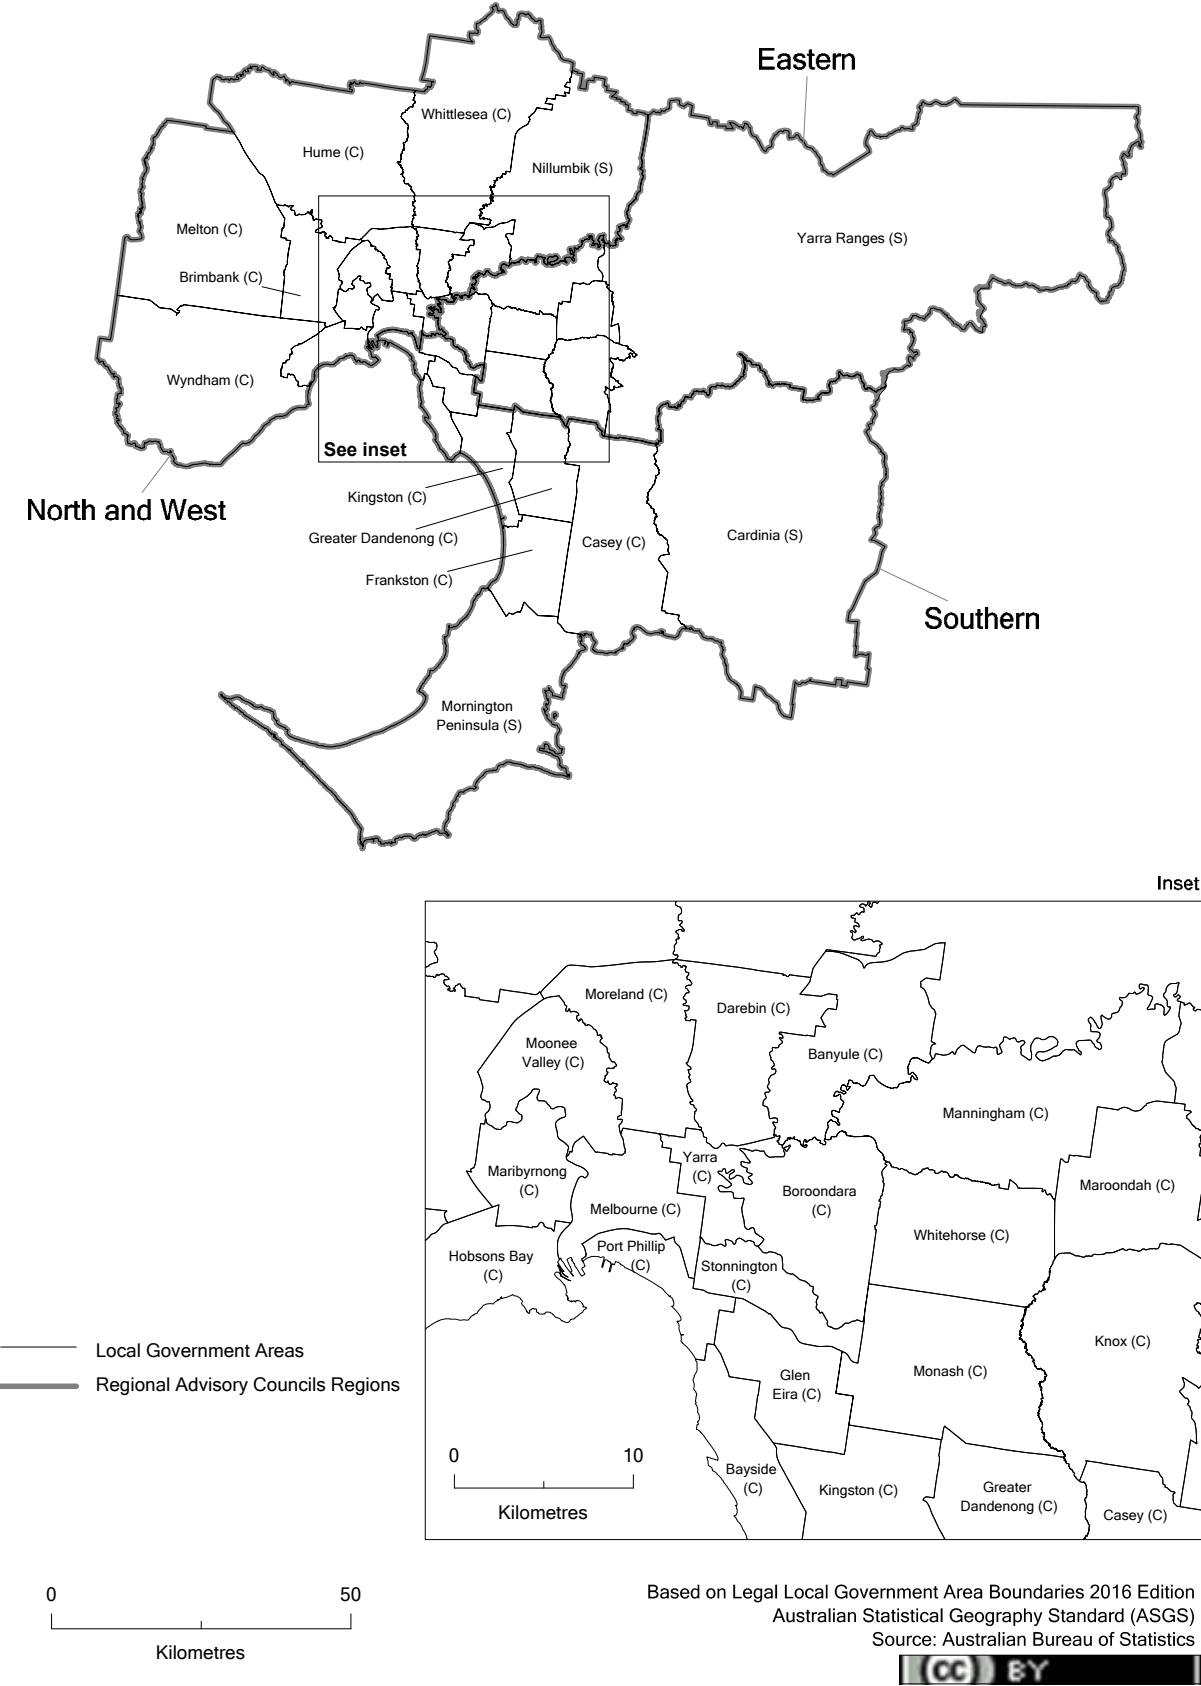 Eastern
Whittlesea (C)
Hume (C)
Nillumbik (S)
Melton (C)
Yarra Ranges (S)
Brimbank (C)
Wyndham (C)
See inset
Kingston (C)
North and West
Greater Dandenong (C)
Casey (C)
Cardinia (S)
Frankston (C)
Southern
Mornington
Peninsula (S)
Inset
Moreland (C)
Darebin (C)
Moonee
Valley (C)
Banyule (C)
Manningham (C)
Yarra
(C)
Maribyrnong
(C)
Boroondara
(C)
Maroondah (C)
Melbourne (C)
Whitehorse (C)
Hobsons Bay
(C)
Port Phillip
(C)
Stonnington
(C)
Knox (C)
Local Government Areas
Regional Advisory Councils Regions
Glen
Eira (C)
Monash (C)
0 10
Kilometres
Bayside
(C)
Kingston (C)
Greater
Dandenong (C)
Casey (C)
0 50
Kilometres
Based on Legal Local Government Area Boundaries 2016 Edition
Australian Statistical Geography Standard (ASGS)
Source: Australian Bureau of Statistics
cc BY